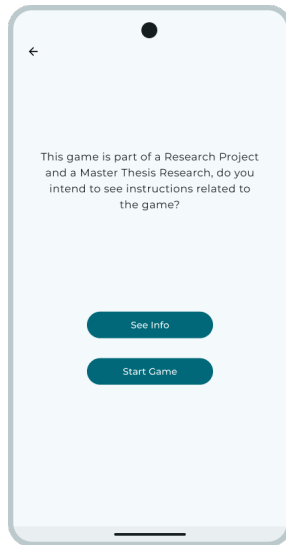 This game is part of a Research Project
and a Master Thesis Research, do you
intend to see instructions related to
the game?
See Info
Start Game